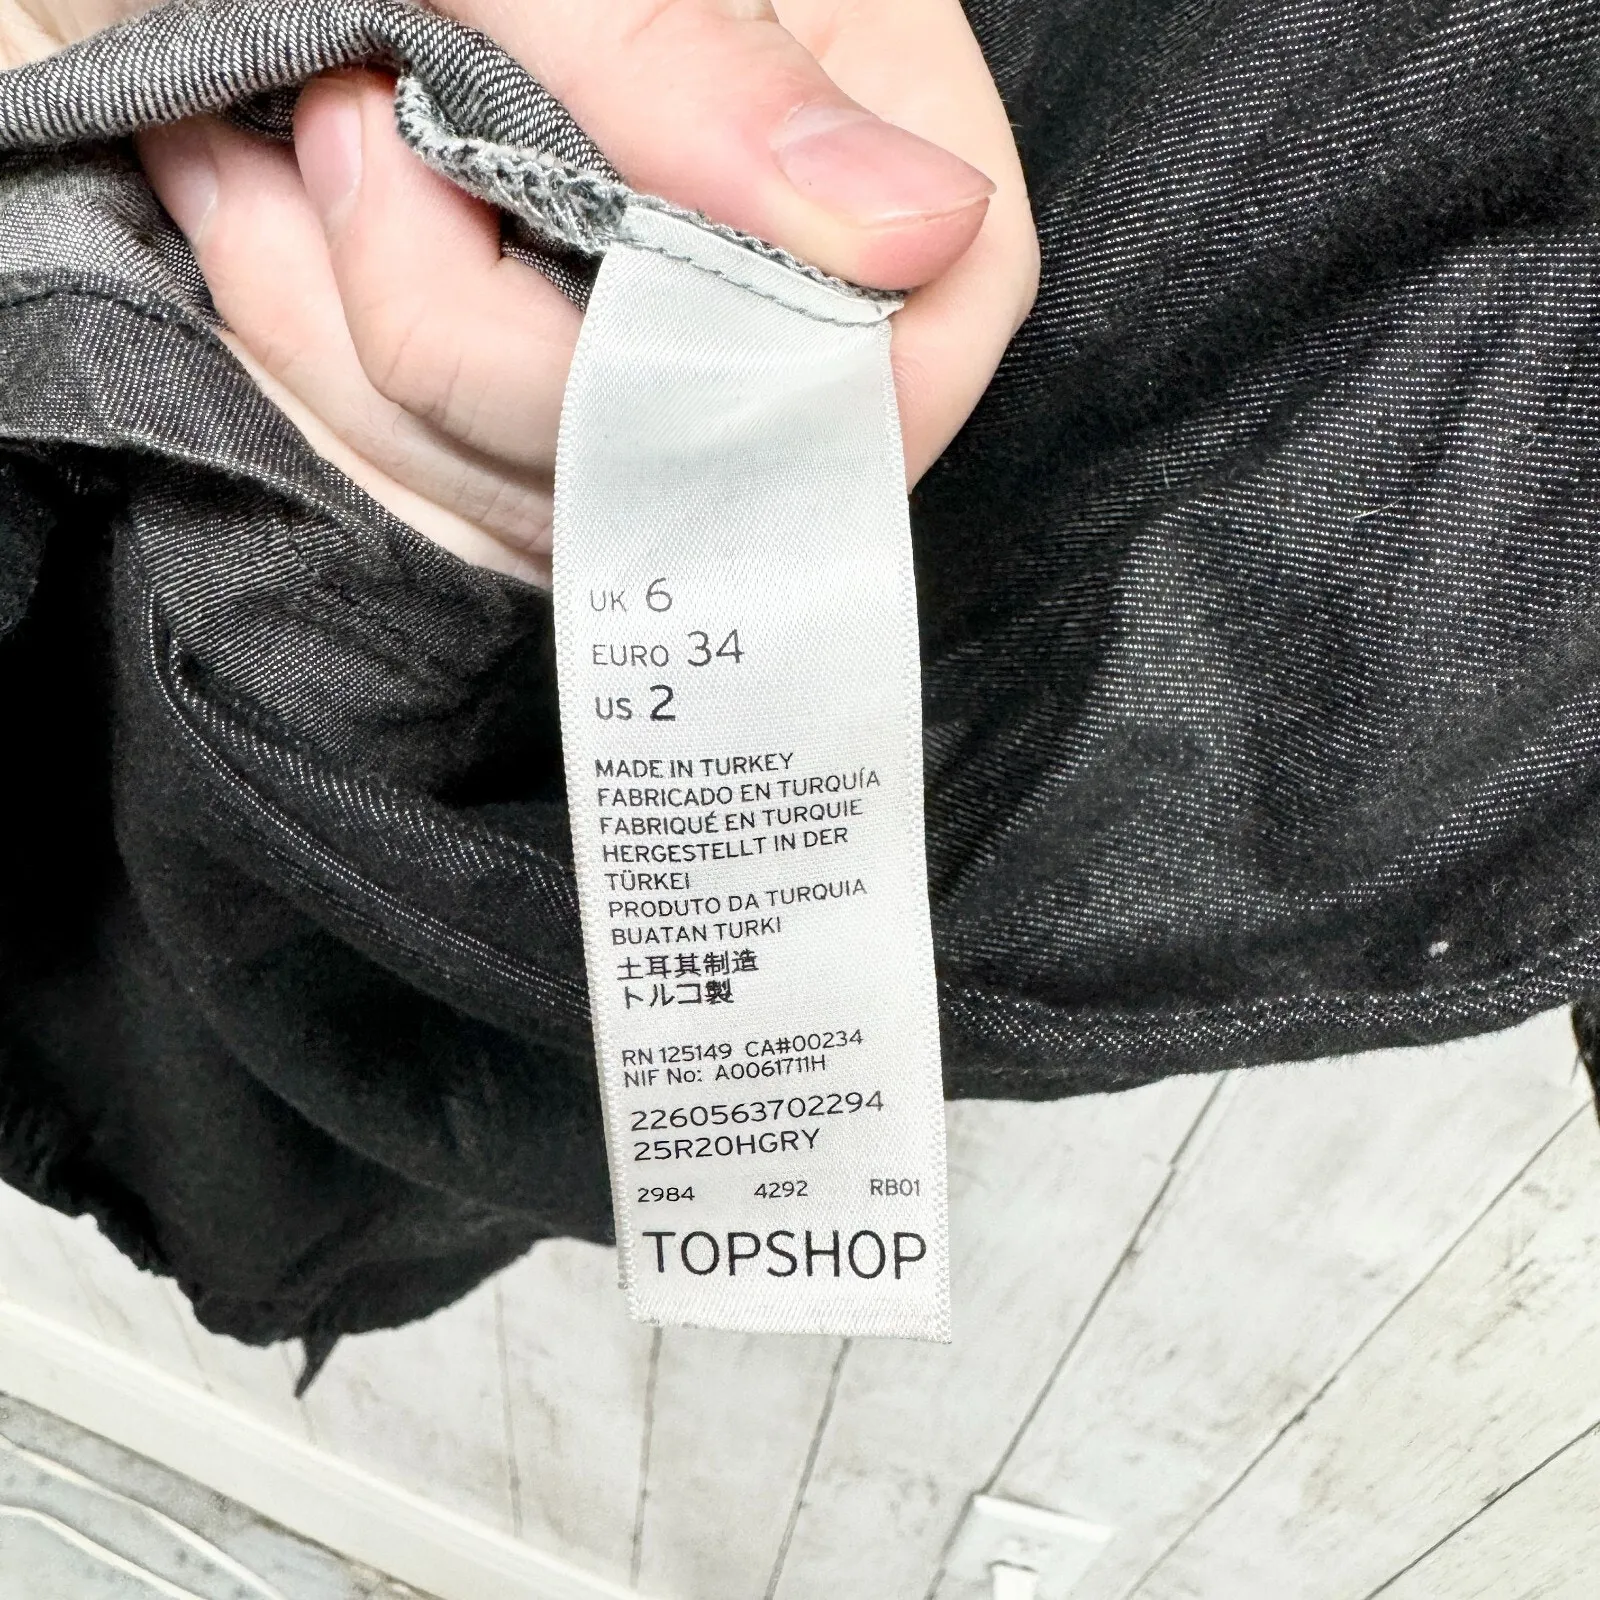 UK 6
EURO 34
US 2
MADE IN TURKEY
FABRICADO EN TURQUÍA
FABRIQUÉ EN TURQUIE
HERGESTELLT IN DER
TÜRKEI
PRODUTO DA TURQUIA
BUATAN TURKI
土耳其制造
トルコ製
RN 125149 CA#00234
NIF No: A0061711H
2260563702294
25R20HGRY
2984 4292 RB01
TOPSHOP